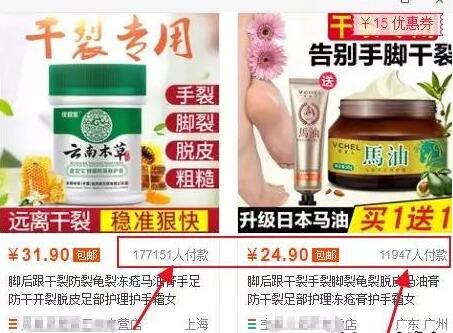 干裂专用
手裂
脚裂
脱皮
粗糙
云南本草
远离干裂
稳准狠快
¥31.90 包邮
177151人付款
脚后跟干裂防裂龟裂冻疮马油膏手足
防干开裂脱皮足部护理护手霜女
营店
上海
¥15 优惠券
告别手脚干裂
送
VCHEL
VCHEL
馬油
升级日本马油
买1送1
¥24.90 包邮
11947人付款
脚后跟干裂手裂脚裂龟裂脱皮马油膏
防干裂足部护理冻疮膏护手霜女
店
广东 广州